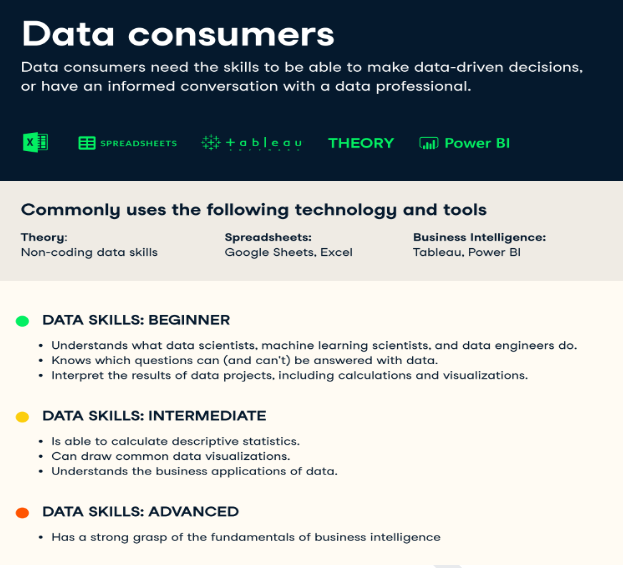 Data consumers
Data consumers need the skills to be able to make data-driven decisions,
or have an informed conversation with a data professional.
X SPREADSHEETS +ableau THEORY Power BI
Commonly uses the following technology and tools
Theory: Spreadsheets: Business Intelligence:
Non-coding data skills Google Sheets, Excel Tableau, Power BI
DATA SKILLS: BEGINNER
• Understands what data scientists, machine learning scientists, and data engineers do.
• Knows which questions can (and can't) be answered with data.
• Interpret the results of data projects, including calculations and visualizations.
DATA SKILLS: INTERMEDIATE
• Is able to calculate descriptive statistics.
• Can draw common data visualizations.
• Understands the business applications of data.
DATA SKILLS: ADVANCED
• Has a strong grasp of the fundamentals of business intelligence